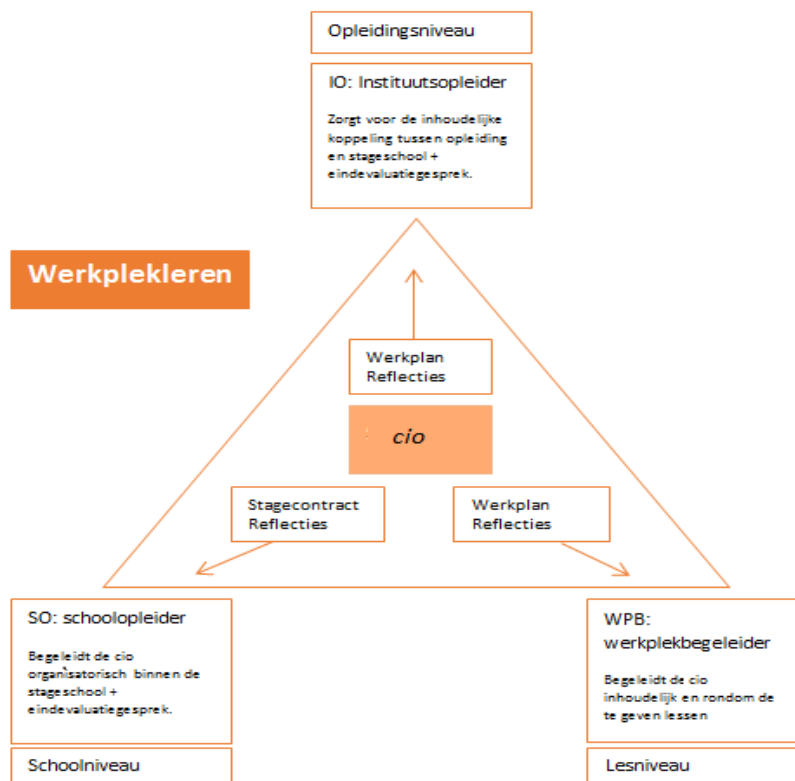 Opleidingsniveau
IO: Instituutsopleider
Zorgt voor de inhoudelijke
koppeling tussen opleiding
en stageschool +
eindevaluatiegesprek.
Werkplekleren
Werkplan
Reflecties
cio
Stagecontract
Reflecties
Werkplan
Reflecties
SO: schoolopleider
Begeleidt de cio
organisatorisch binnen de
stageschool +
eindevaluatiegesprek.
Schoolniveau
WPB:
werkplekbegeleider
Begeleidt de cio
inhoudelijk en rondom de
te geven lessen
Lesniveau